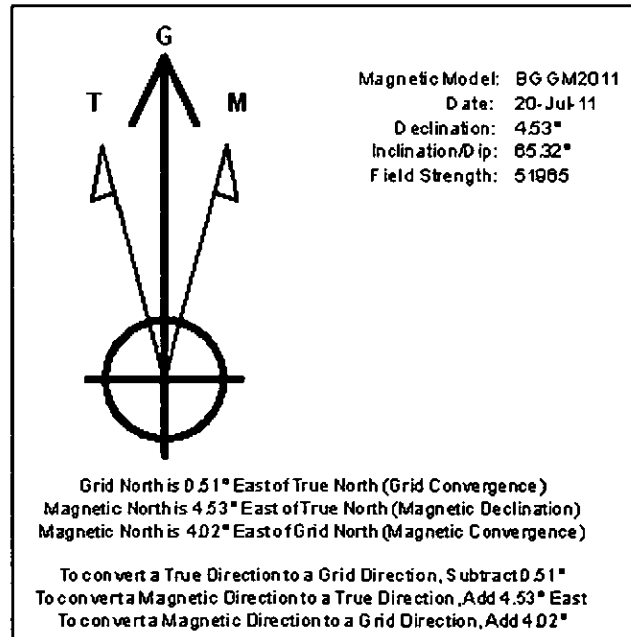 G
T M
Magnetic Model: BGGM2011
Date: 20-Jul-11
Declination: 4.53°
Inclination/Dip: 65.32°
Field Strength: 51965
Grid North is 0.51° East of True North (Grid Convergence)
Magnetic North is 4.53° East of True North (Magnetic Declination)
Magnetic North is 4.02° East of Grid North (Magnetic Convergence)
To convert a True Direction to a Grid Direction, Subtract 0.51°
To convert a Magnetic Direction to a True Direction, Add 4.53° East
To convert a Magnetic Direction to a Grid Direction, Add 4.02°